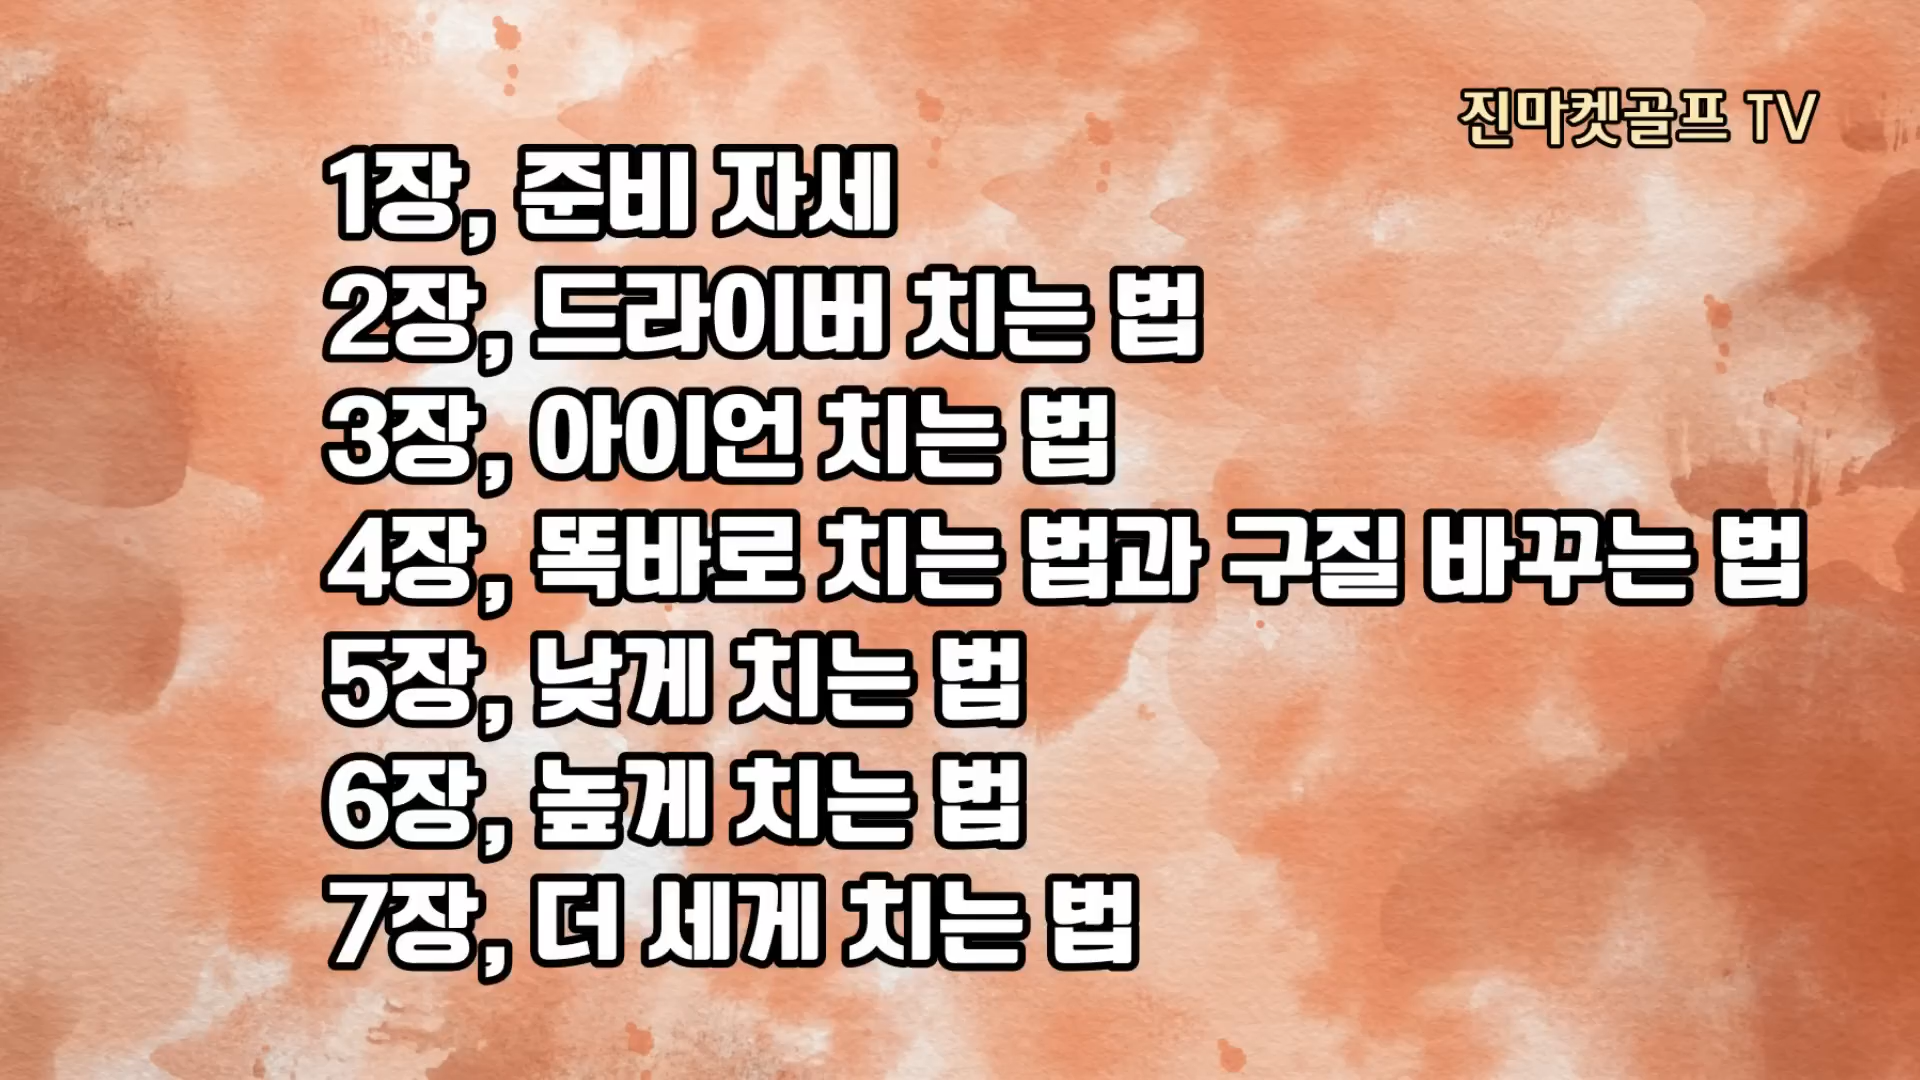 진마켓골프 TV
1장, 준비 자세
2장, 드라이버 치는 법
3장, 아이언 치는 법
4장, 똑바로 치는 법과 구질 바꾸는 법
5장, 낮게 치는 법
6장, 높게 치는 법
7장, 더 세게 치는 법